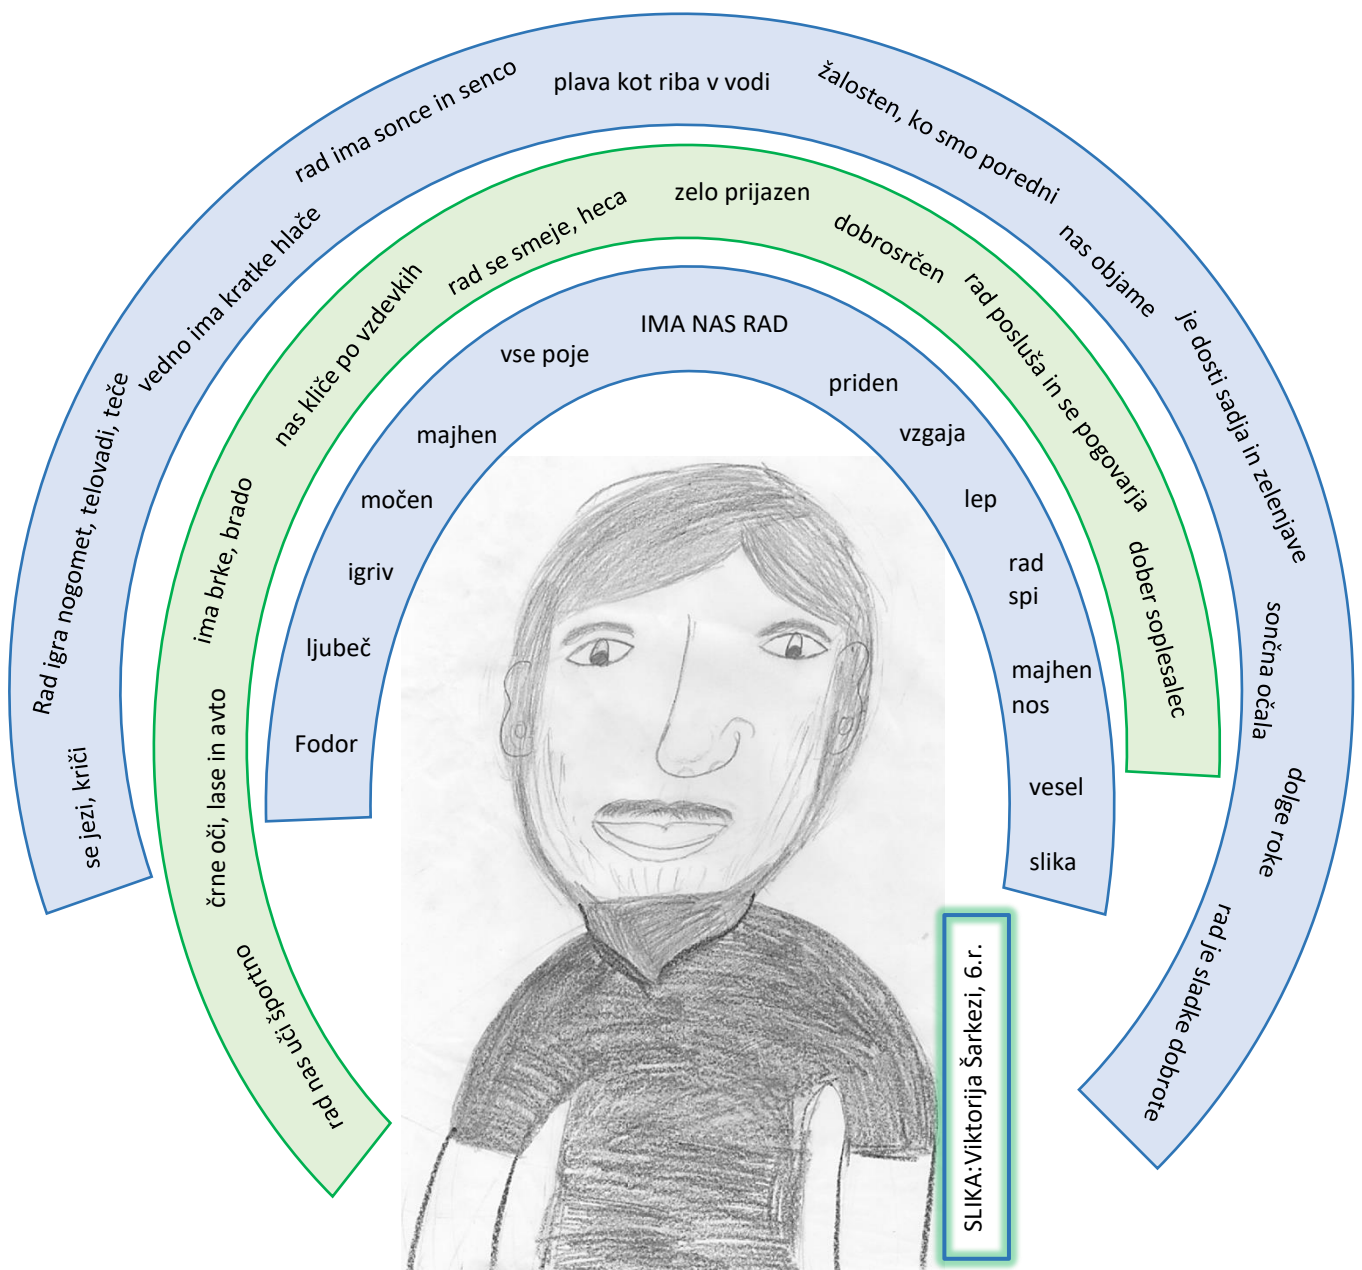 se jezi, kriči
Rad igra nogomet, telovadi, teče
vedno ima kratke hlače
rad ima sonce in senco
plava kot riba v vodi
žalosten, ko smo poredni
nas objame
je dosti sadja in zelenjave
sončna očala
dolge roke
rad je sladke dobrote
rad nas uči športno
črne oči, lase in avto
ima brke, brado
nas kliče po vzdevkih
rad se smeje, heca
zelo prijazen
dobrosrčen
rad posluša in se pogovarja
dober soplesalec
Fodor
ljubeč
igriv
močen
majhen
vse poje
IMA NAS RAD
priden
vzgaja
lep
rad
spi
majhen
nos
vesel
slika
SLIKA:Viktorija Šarkezi, 6.r.